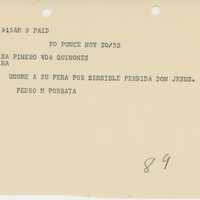 915AM 9 PAID
PO PONCE NOV 20/52
SA PINERO VDA QUINONES
NA
UNOME A SU PENA POR SENSIBLE PERDIDA DON JESUS.
PEDRO M PORRATA
89